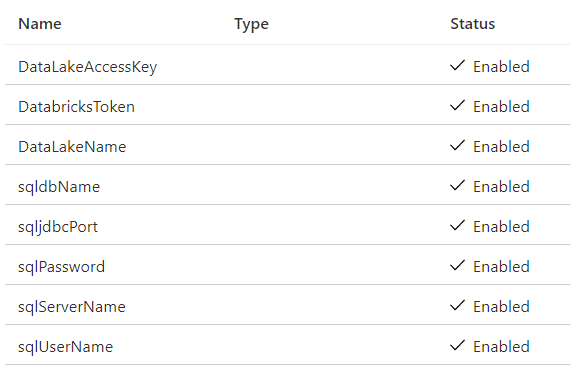 Name Type Status
DataLakeAccessKey Enabled
DatabricksToken Enabled
DataLakeName Enabled
sqldbName Enabled
sqljdbcPort Enabled
sqlPassword Enabled
sqlServerName Enabled
sqlUserName Enabled